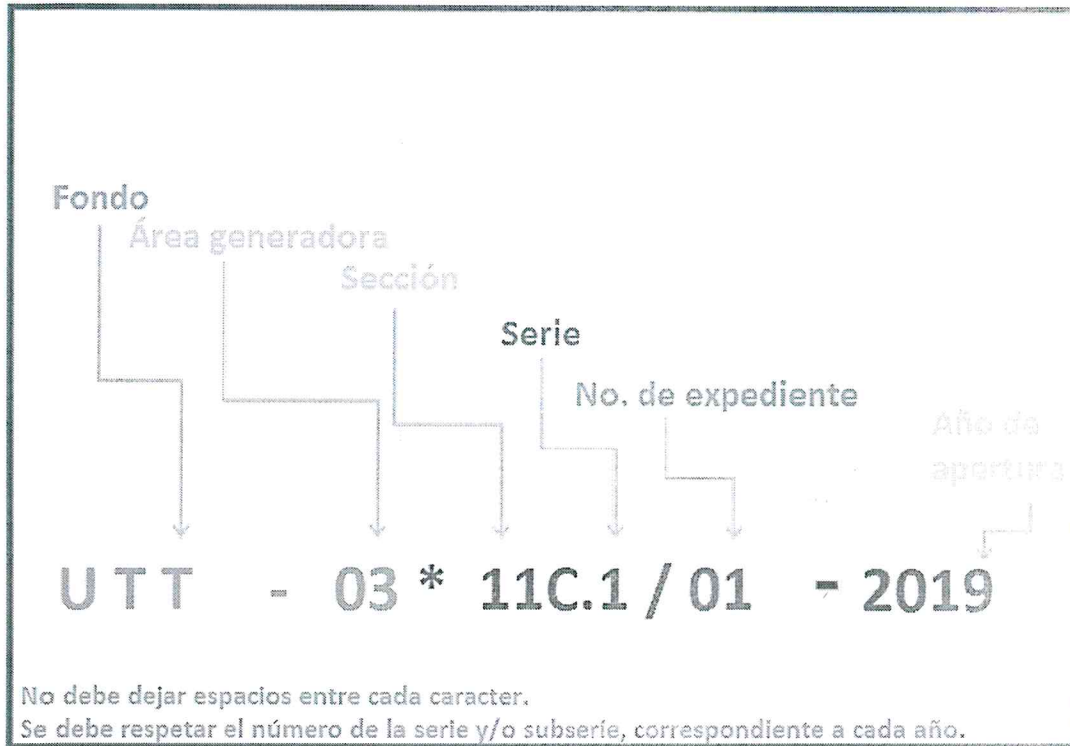 Fondo
Área generadora
Sección
Serie
No. de expediente
Año de
apertura
UTT - 03 * 11C.1 / 01 - 2019
No debe dejar espacios entre cada caracter.
Se debe respetar el número de la serie y/o subserie, correspondiente a cada año.